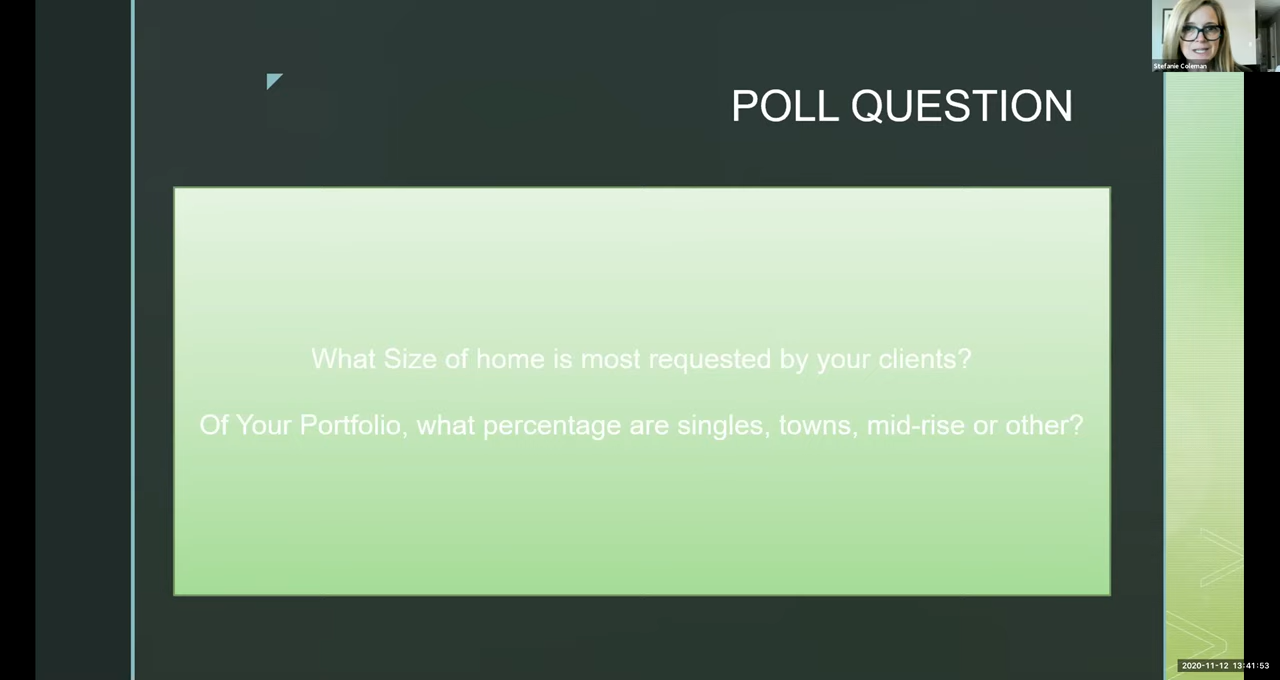 Stefanie Coleman
POLL QUESTION
What Size of home is most requested by your clients?
Of Your Portfolio, what percentage are singles, towns, mid-rise or other?
2020-11-12 13:41:53